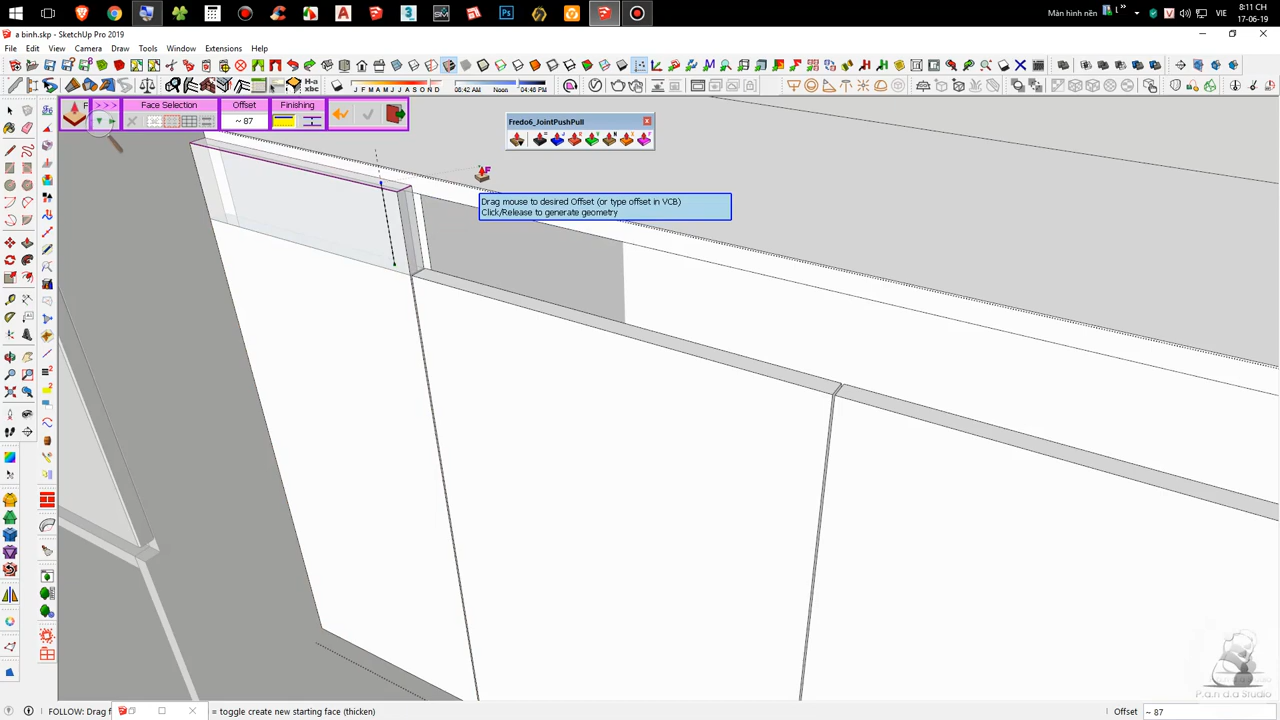 Màn hình nền
VIE
8:11 CH
17-06-19
a binh.skp - SketchUp Pro 2019
File Edit View Camera Draw Tools Window Extensions Help
J F M A M J J A S O N D 08:42 AM Noon 04:46 PM
F >>> Face Selection Offset Finishing
~ 87
Fredo6_JointPushPull
Drag mouse to desired Offset (or type offset in VCB)
Click/Release to generate geometry
P.a.n.d.a Studio
FOLLOW: Drag f = toggle create new starting face (thicken) Offset ~ 87